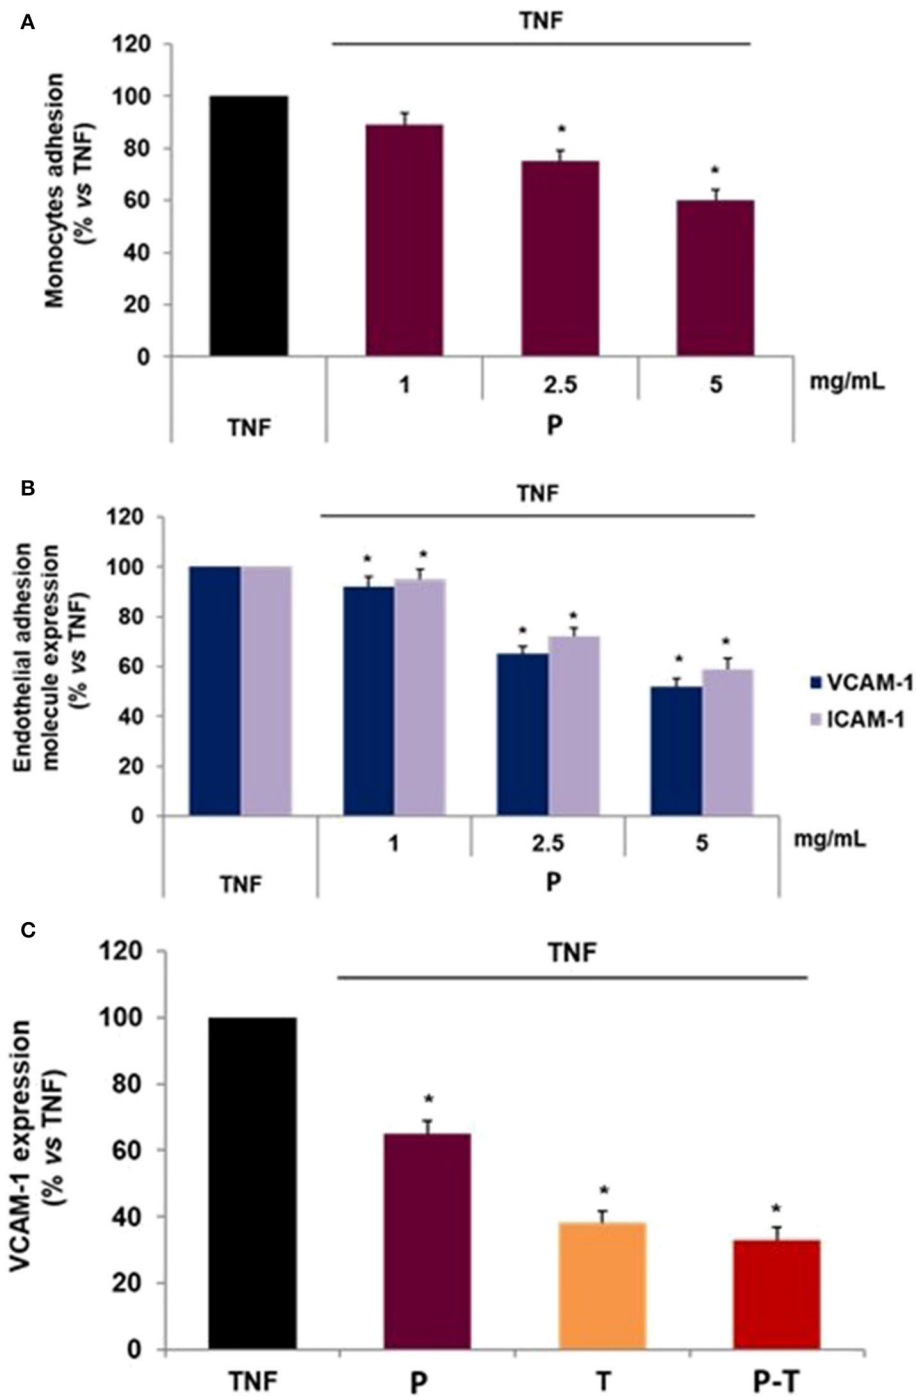 A
TNF
Monocytes adhesion
(% vs TNF)
120
100
80
60
40
20
0
*
*
1 2.5 5 mg/mL
TNF P
B
TNF
Endothelial adhesion
molecule expression
(% vs TNF)
120
100
80
60
40
20
0
* *
* *
* *
VCAM-1
ICAM-1
1 2.5 5 mg/mL
TNF P
C
TNF
VCAM-1 expression
(% vs TNF)
120
100
80
60
40
20
0
*
*
*
TNF P T P-T